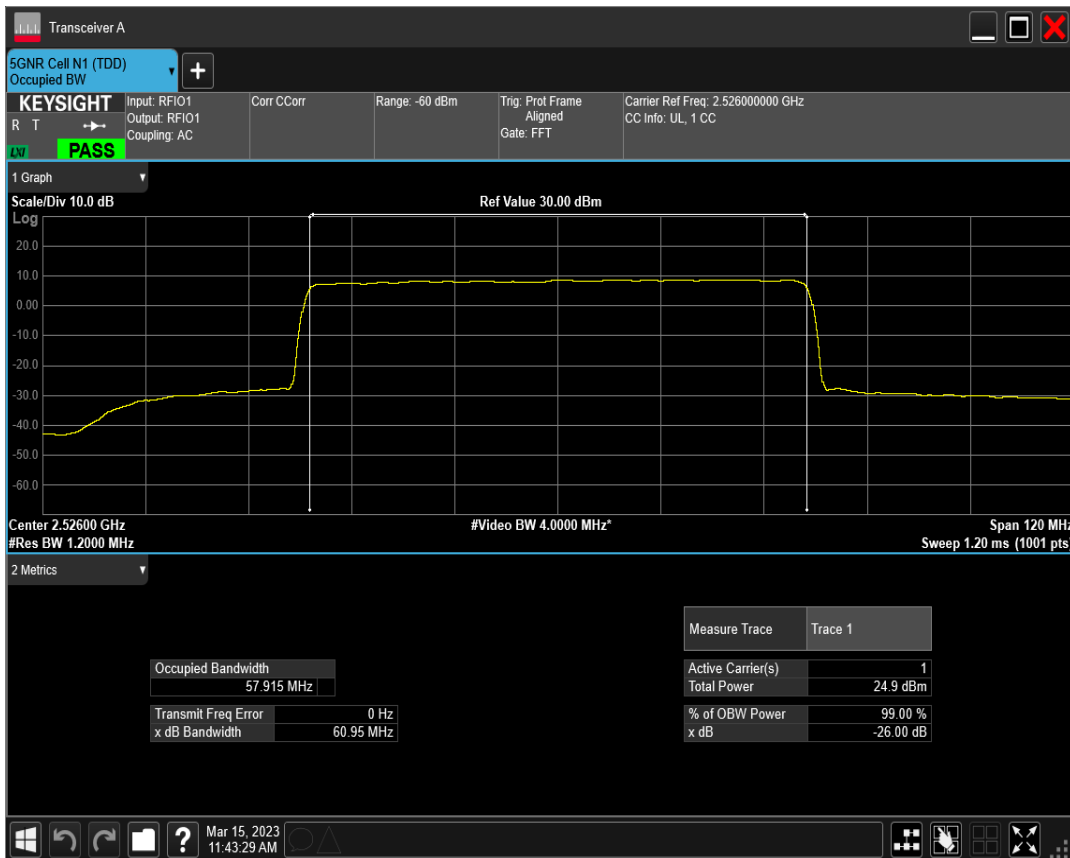 Transceiver A
5GNR Cell N1 (TDD)
Occupied BW
KEYSIGHT
R T
LXI
PASS
Input: RFIO1
Output: RFIO1
Coupling: AC
Corr CCorr
Range: -60 dBm
Trig: Prot Frame
Aligned
Gate: FFT
Carrier Ref Freq: 2.526000000 GHz
CC Info: UL, 1 CC
1 Graph
Scale/Div 10.0 dB
Ref Value 30.00 dBm
Log
20.0
10.0
0.00
-10.0
-20.0
-30.0
-40.0
-50.0
-60.0
Center 2.52600 GHz
#Video BW 4.0000 MHz*
Span 120 MHz
#Res BW 1.2000 MHz
Sweep 1.20 ms (1001 pts)
2 Metrics
Measure Trace Trace 1
Occupied Bandwidth
57.915 MHz
Active Carrier(s) 1
Total Power 24.9 dBm
Transmit Freq Error 0 Hz
x dB Bandwidth 60.95 MHz
% of OBW Power 99.00 %
x dB -26.00 dB
?
Mar 15, 2023
11:43:29 AM